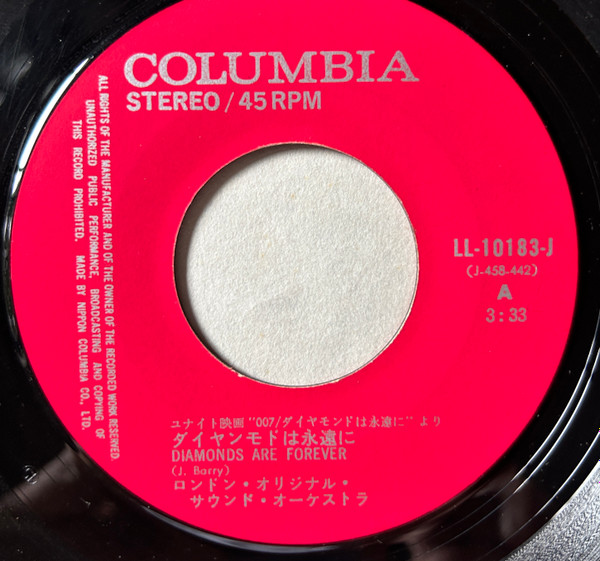 COLUMBIA
STEREO / 45 RPM
ALL RIGHTS OF THE MANUFACTURER AND OF THE OWNER OF THE RECORDED WORK RESERVED.
UNAUTHORIZED PUBLIC PERFORMANCE, BROADCASTING AND COPYING OF
THIS RECORD PROHIBITED. MADE BY NIPPON COLUMBIA CO., LTD.
LL-10183-J
(J-458-442)
A
3:33
ユナイト映画"007/ダイヤモンドは永遠に"より
ダイヤンモドは永遠に
DIAMONDS ARE FOREVER
(J. Barry)
ロンドン・オリジナル・
サウンド・オーケストラ